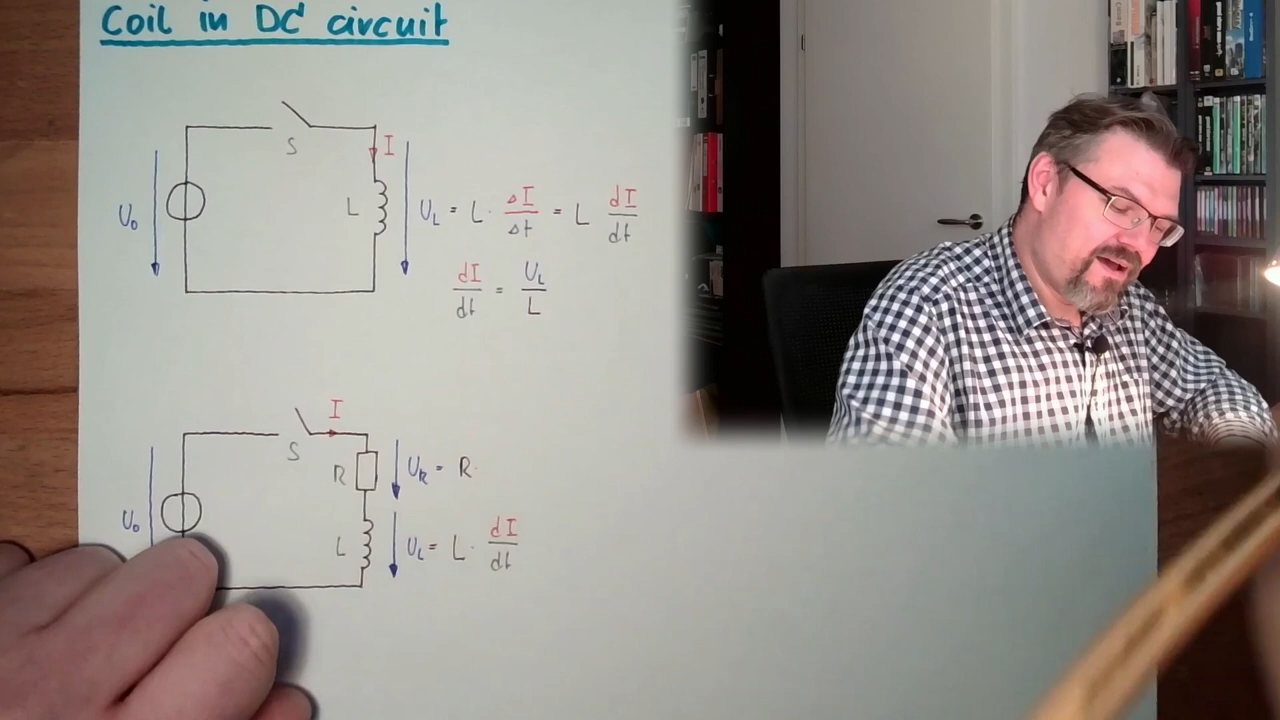 Coil in DC circuit
S
I
U₀
L
U_L = L · ΔI/Δt = L dI/dt
dI/dt = U_L/L
I
S
R
U_R = R·
U₀
L
U_L = L · dI/dt